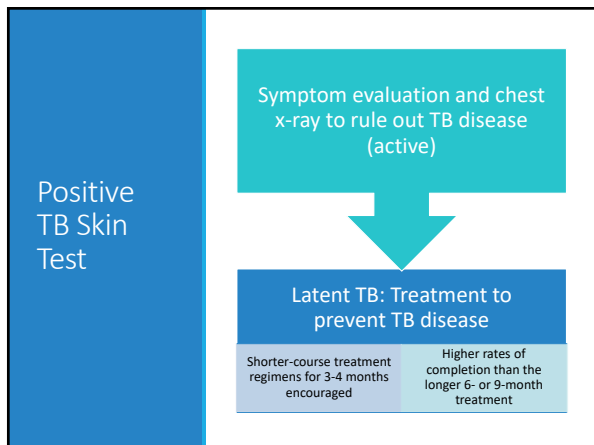 Positive
TB Skin
Test
Symptom evaluation and chest
x-ray to rule out TB disease
(active)
Latent TB: Treatment to
prevent TB disease
Shorter-course treatment
regimens for 3-4 months
encouraged
Higher rates of
completion than the
longer 6- or 9-month
treatment